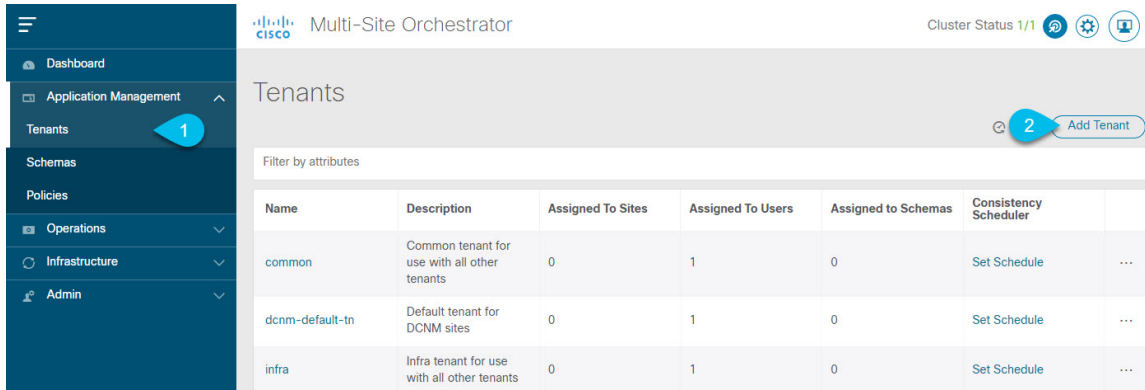 CISCO Multi-Site Orchestrator
Cluster Status 1/1
Dashboard
Application Management
Tenants
1
Schemas
Policies
Operations
Infrastructure
Admin
Tenants
2
Add Tenant
Filter by attributes
Name Description Assigned To Sites Assigned To Users Assigned to Schemas Consistency
Scheduler
common Common tenant for
use with all other
tenants 0 1 0 Set Schedule ...
dcnm-default-tn Default tenant for
DCNM sites 0 1 0 Set Schedule ...
infra Infra tenant for use
with all other tenants 0 1 0 Set Schedule ...